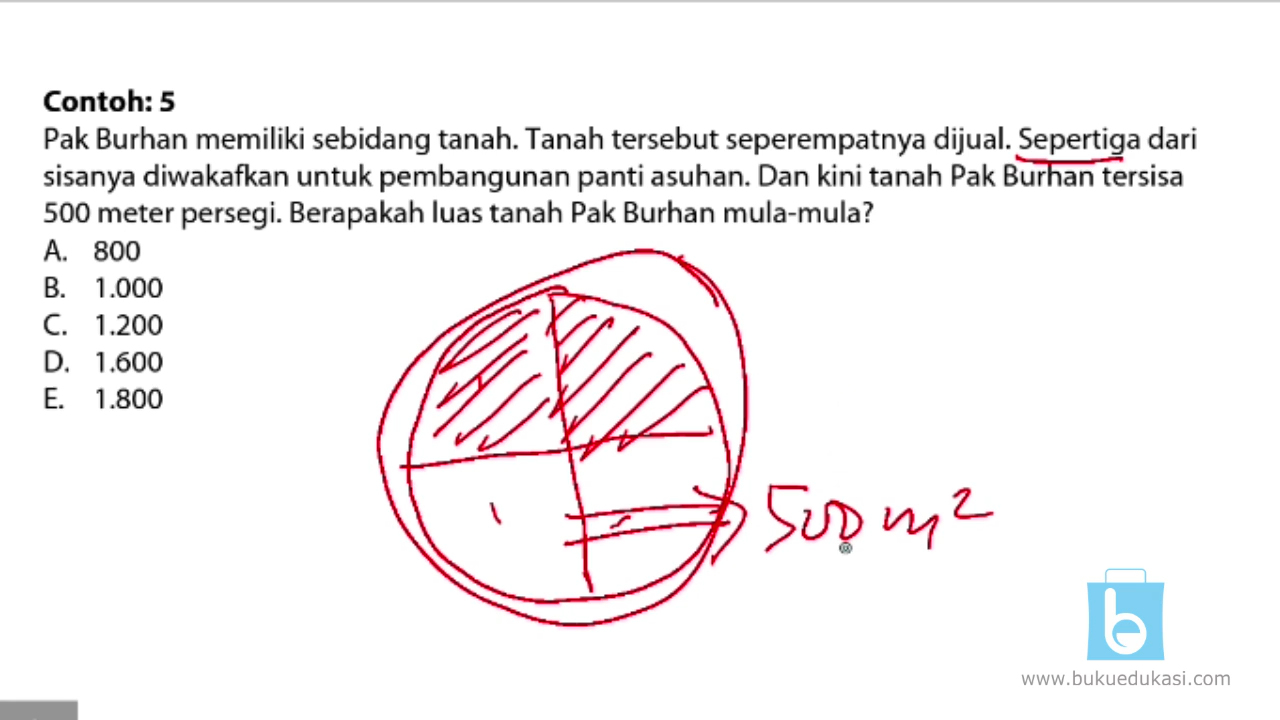 Contoh: 5
Pak Burhan memiliki sebidang tanah. Tanah tersebut seperempatnya dijual. Sepertiga dari
sisanya diwakafkan untuk pembangunan panti asuhan. Dan kini tanah Pak Burhan tersisa
500 meter persegi. Berapakah luas tanah Pak Burhan mula-mula?
A. 800
B. 1.000
C. 1.200
D. 1.600
E. 1.800
500 m²
www.bukuedukasi.com